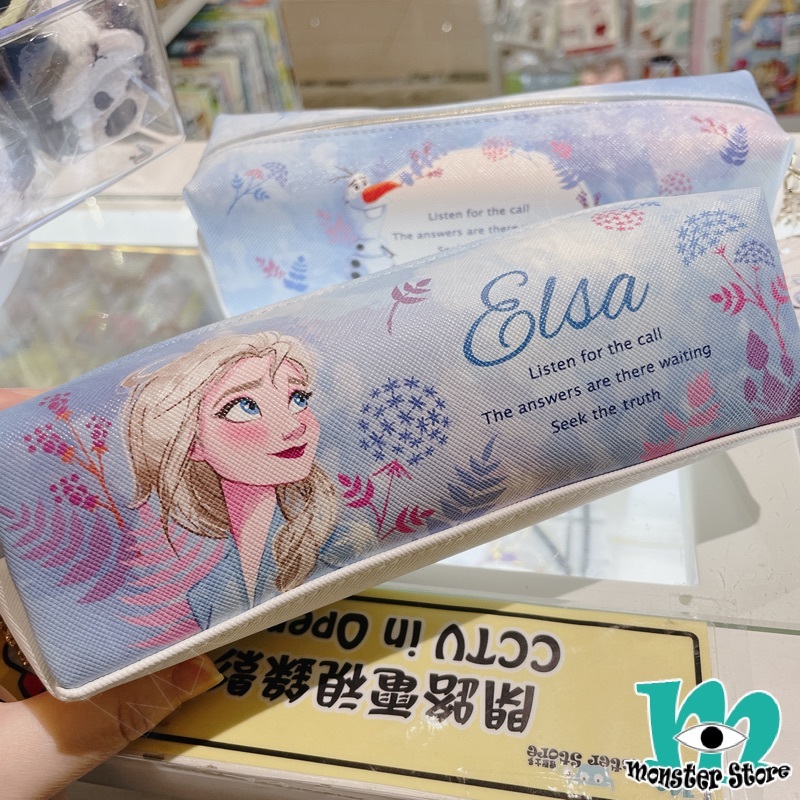 Listen for the call
The answers are there
Elsa
Listen for the call
The answers are there waiting
Seek the truth
閉路電視錄影
CCTV in Oper
Monster Store